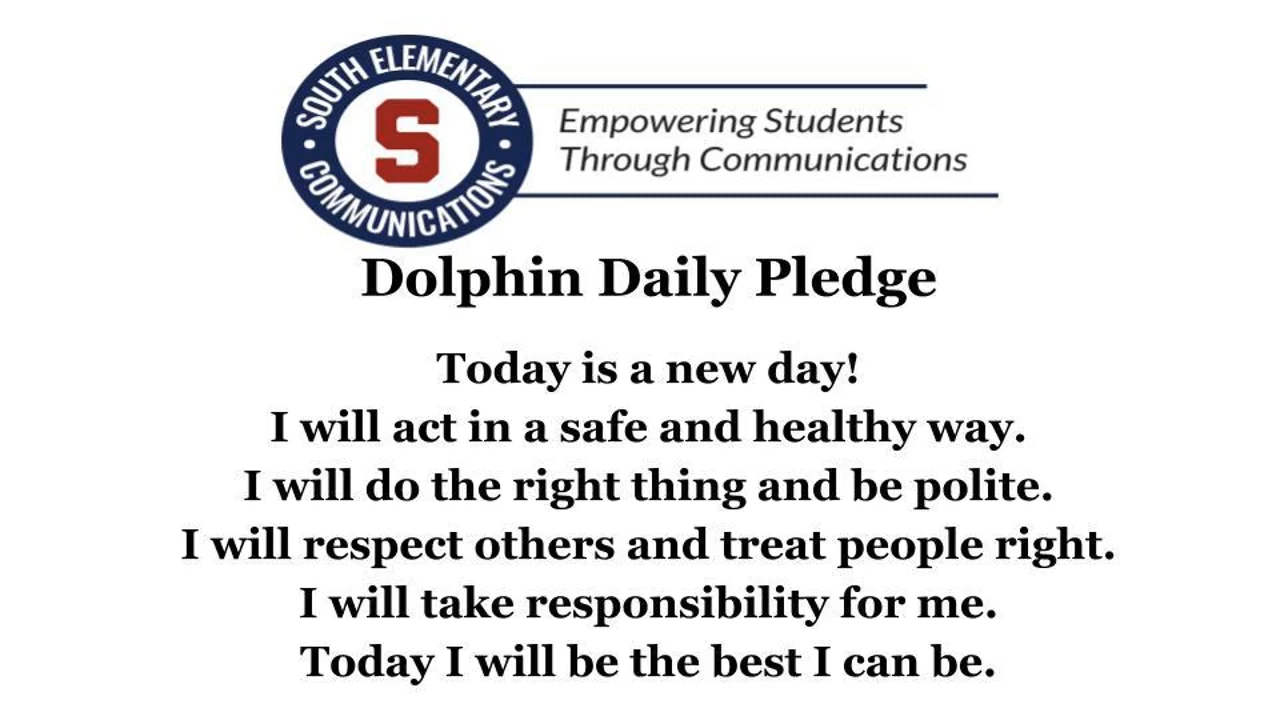 SOUTH ELEMENTARY
S
COMMUNICATIONS
Empowering Students
Through Communications
Dolphin Daily Pledge
Today is a new day!
I will act in a safe and healthy way.
I will do the right thing and be polite.
I will respect others and treat people right.
I will take responsibility for me.
Today I will be the best I can be.